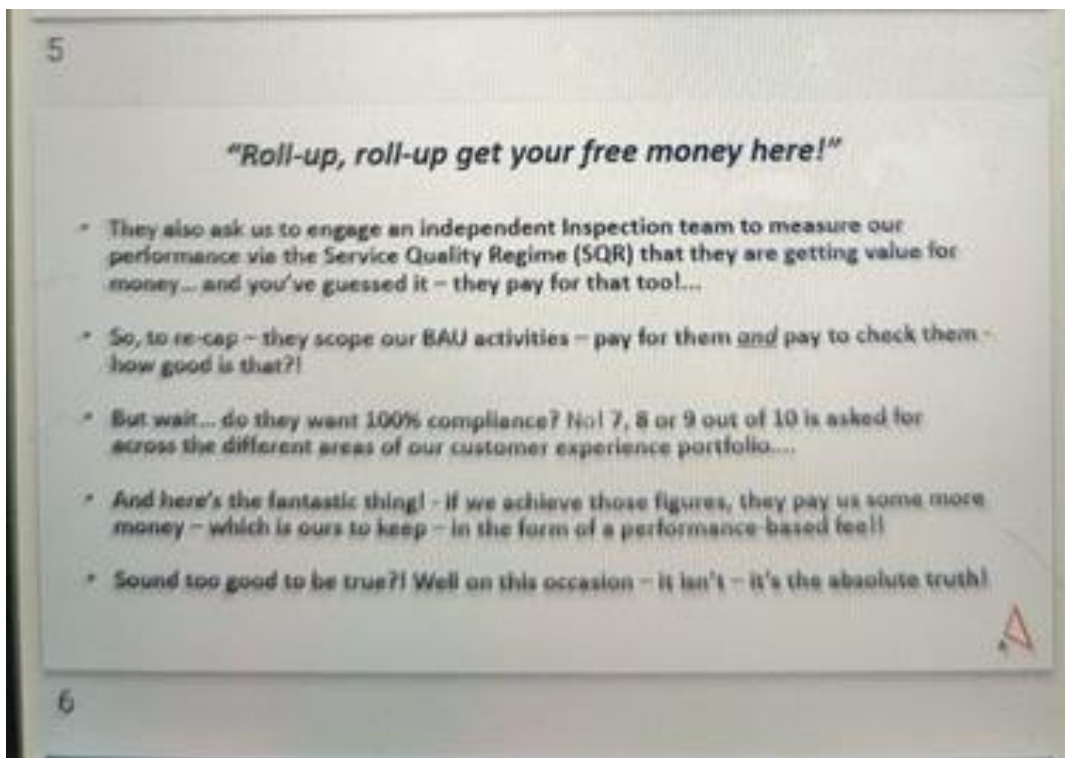 5
“Roll-up, roll-up get your free money here!”
• They also ask us to engage an independent Inspection team to measure our
performance via the Service Quality Regime (SQR) that they are getting value for
money... and you’ve guessed it – they pay for that too!...
• So, to re-cap – they scope our BAU activities – pay for them and pay to check them -
how good is that?!
• But wait... do they want 100% compliance? No! 7, 8 or 9 out of 10 is asked for
across the different areas of our customer experience portfolio....
• And here’s the fantastic thing! - if we achieve those figures, they pay us some more
money – which is ours to keep – in the form of a performance-based fee!!
• Sound too good to be true?! Well on this occasion – it isn’t – it’s the absolute truth!
6